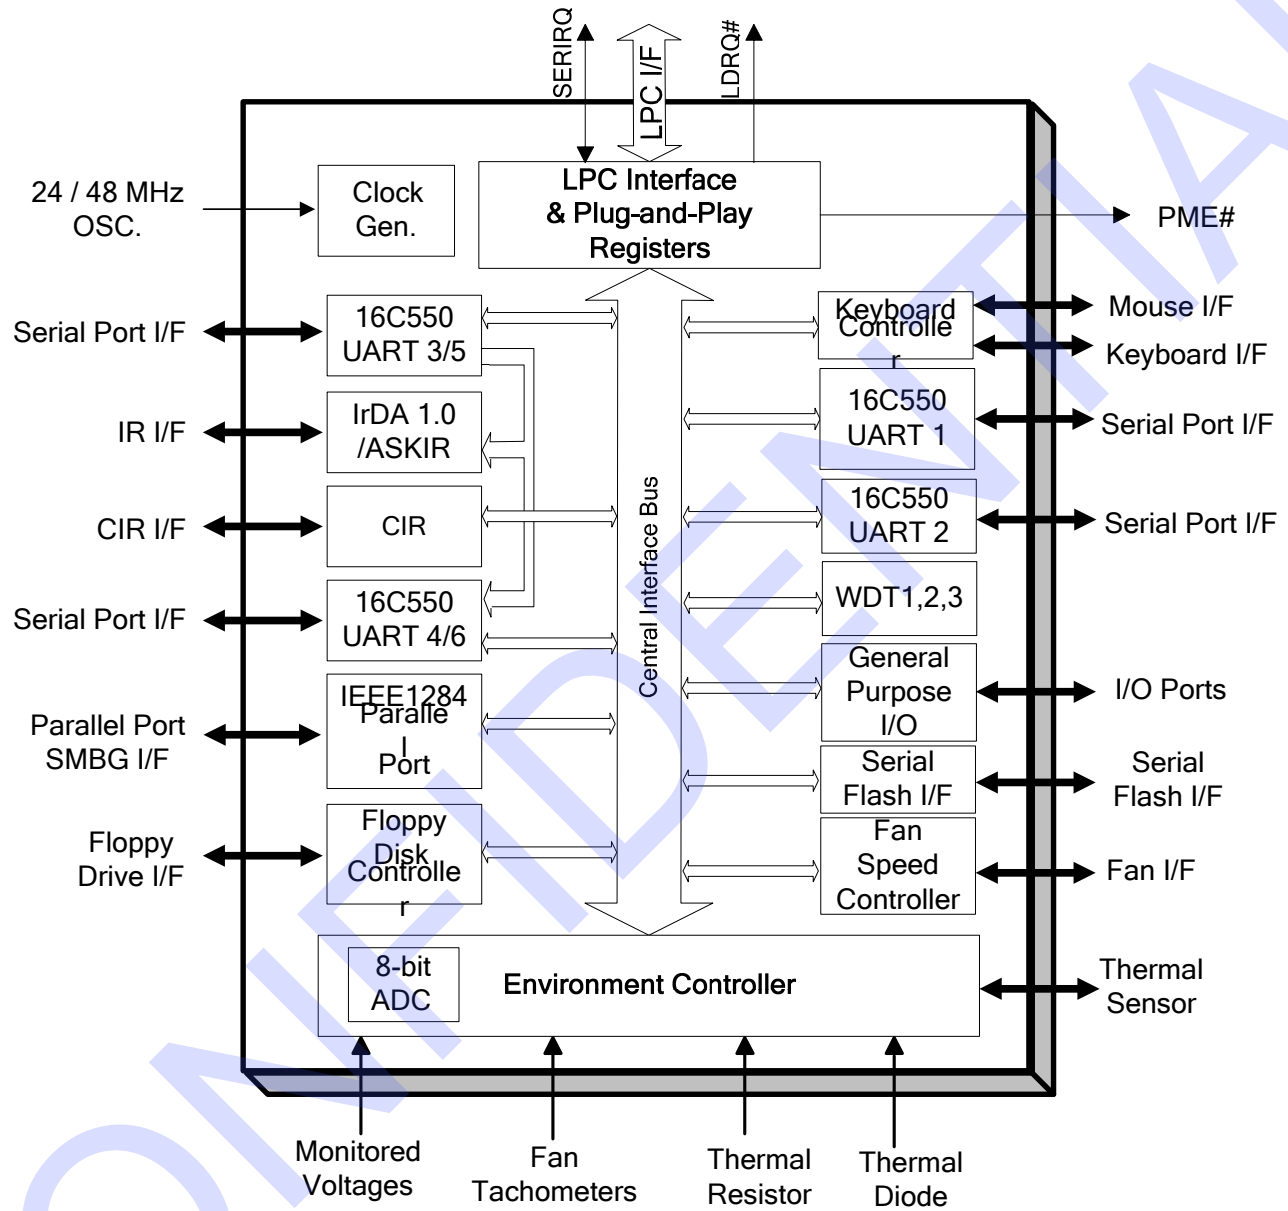 SERIRQ
LPC I/F
LDRQ#
24 / 48 MHz
OSC.
Clock
Gen.
LPC Interface
& Plug-and-Play
Registers
PME#
Serial Port I/F
16C550
UART 3/5
IR I/F
IrDA 1.0
/ASKIR
CIR I/F
CIR
Serial Port I/F
16C550
UART 4/6
Parallel Port
SMBG I/F
IEEE1284
Paralle
l
Port
Floppy
Drive I/F
Floppy
Disk
Controlle
r
Central Interface Bus
Keyboard
Controlle
r
Mouse I/F
Keyboard I/F
16C550
UART 1
Serial Port I/F
16C550
UART 2
Serial Port I/F
WDT1,2,3
General
Purpose
I/O
I/O Ports
Serial
Flash I/F
Serial
Flash I/F
Fan
Speed
Controller
Fan I/F
8-bit
ADC
Environment Controller
Thermal
Sensor
Monitored
Voltages
Fan
Tachometers
Thermal
Resistor
Thermal
Diode
ONFIDENTIA